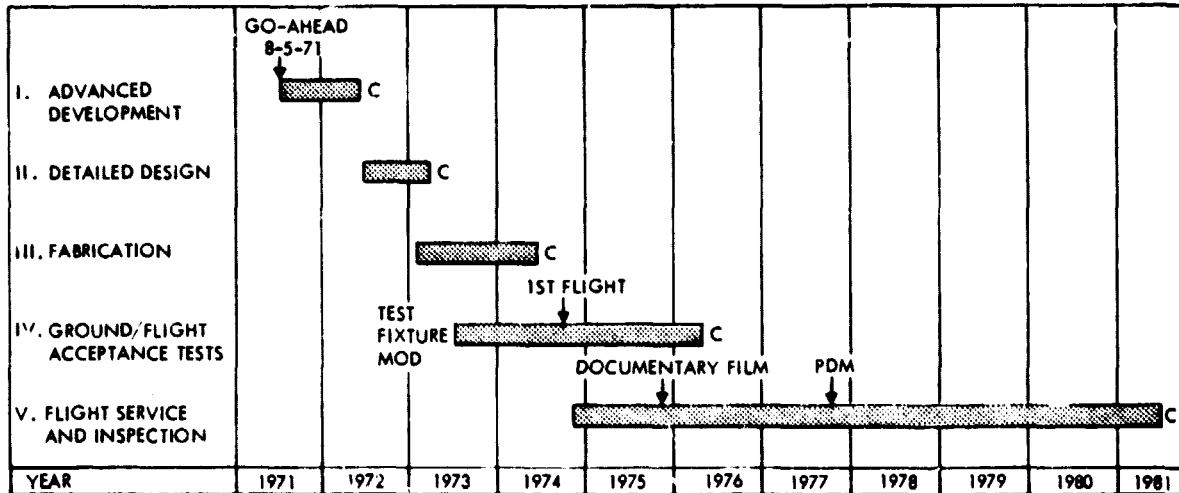 GO-AHEAD
8-5-71
I. ADVANCED
DEVELOPMENT
C
II. DETAILED DESIGN
C
III. FABRICATION
C
1ST FLIGHT
TEST
FIXTURE
MOD
IV. GROUND/FLIGHT
ACCEPTANCE TESTS
C
DOCUMENTARY FILM
PDM
V. FLIGHT SERVICE
AND INSPECTION
C
YEAR 1971 1972 1973 1974 1975 1976 1977 1978 1979 1980 1981